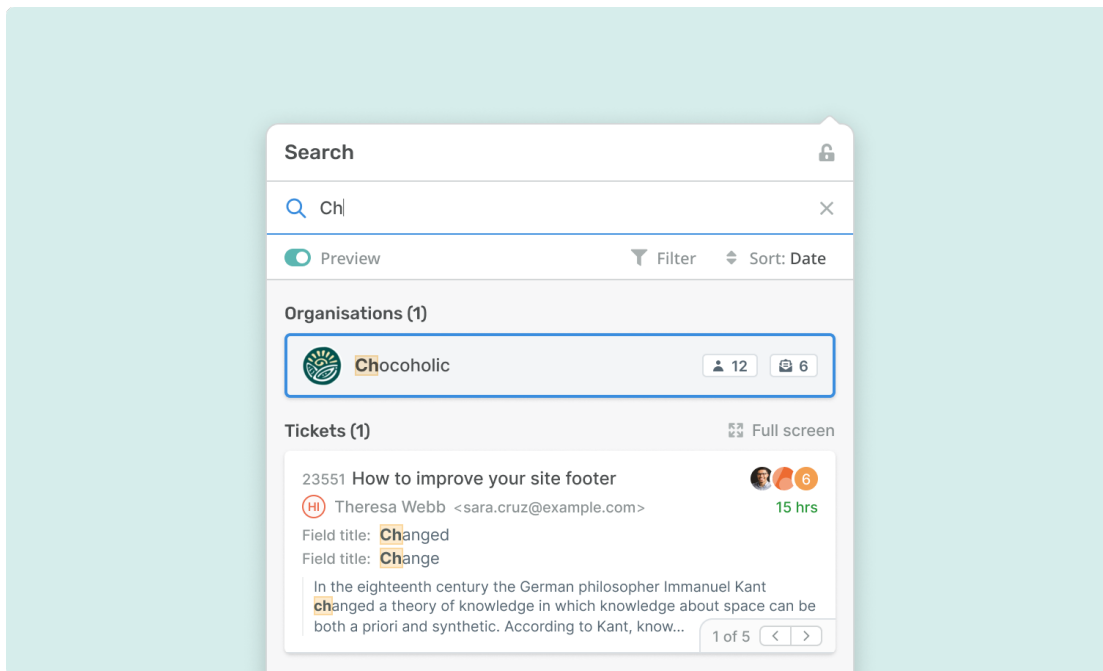 Search
Ch
Preview Filter Sort: Date
Organisations (1)
Chocoholic 12 6
Tickets (1) Full screen
23551 How to improve your site footer 6
HI Theresa Webb <sara.cruz@example.com> 15 hrs
Field title: Changed
Field title: Change
In the eighteenth century the German philosopher Immanuel Kant
changed a theory of knowledge in which knowledge about space can be
both a priori and synthetic. According to Kant, know...
1 of 5